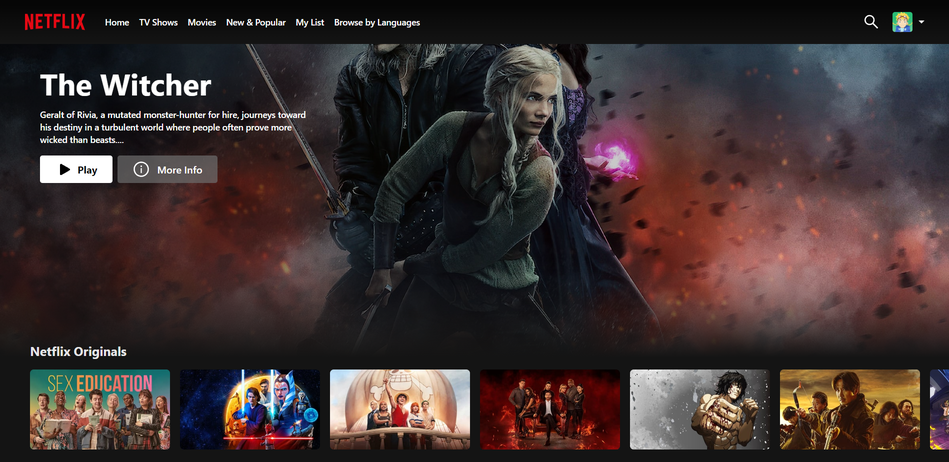 NETFLIX
Home TV Shows Movies New & Popular My List Browse by Languages
The Witcher
Geralt of Rivia, a mutated monster-hunter for hire, journeys toward
his destiny in a turbulent world where people often prove more
wicked than beasts....
Play More Info
Netflix Originals
SEX EDUCATION